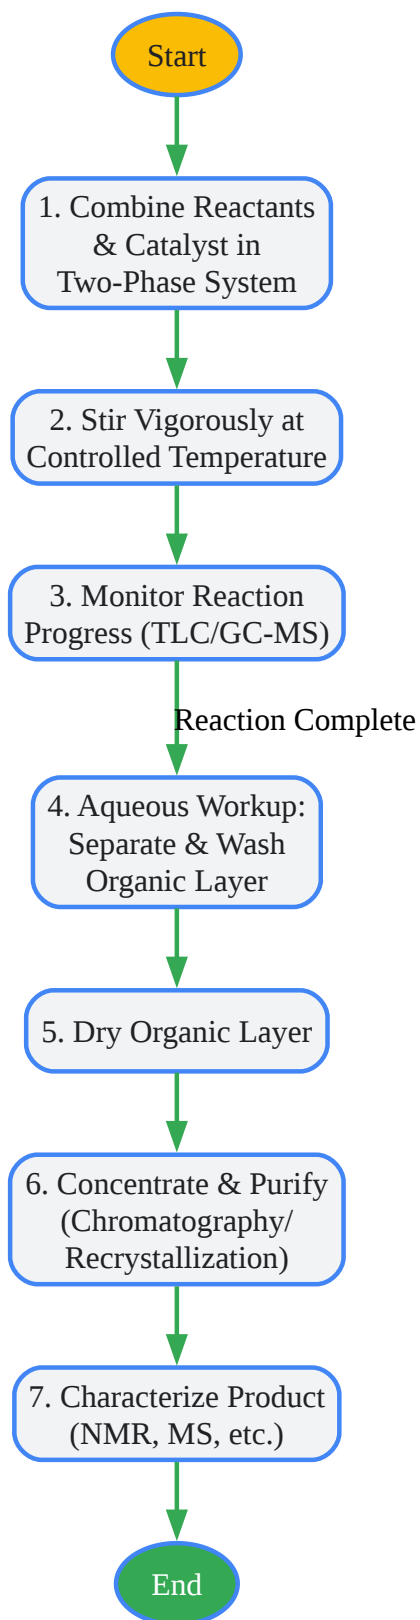 Start
1. Combine Reactants
& Catalyst in
Two-Phase System
2. Stir Vigorously at
Controlled Temperature
3. Monitor Reaction
Progress (TLC/GC-MS)
Reaction Complete
4. Aqueous Workup:
Separate & Wash
Organic Layer
5. Dry Organic Layer
6. Concentrate & Purify
(Chromatography/
Recrystallization)
7. Characterize Product
(NMR, MS, etc.)
End